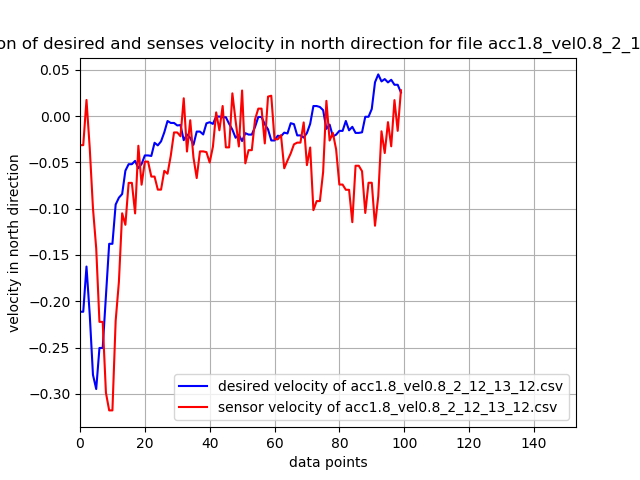 on of desired and senses velocity in north direction for file acc1.8_vel0.8_2_1
velocity in north direction
0.05
0.00
−0.05
−0.10
−0.15
−0.20
−0.25
−0.30
desired velocity of acc1.8_vel0.8_2_12_13_12.csv
sensor velocity of acc1.8_vel0.8_2_12_13_12.csv
0 20 40 60 80 100 120 140
data points